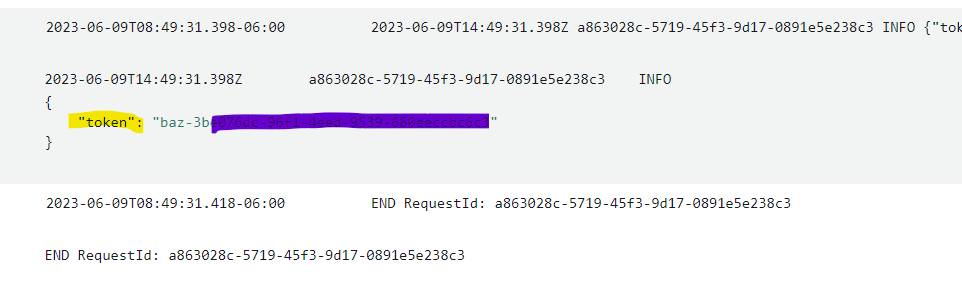 2023-06-09T08:49:31.398-06:00 2023-06-09T14:49:31.398Z a863028c-5719-45f3-9d17-0891e5e238c3 INFO {"tok
2023-06-09T14:49:31.398Z a863028c-5719-45f3-9d17-0891e5e238c3 INFO
{
"token": "baz-3b
}
2023-06-09T08:49:31.418-06:00 END RequestId: a863028c-5719-45f3-9d17-0891e5e238c3
END RequestId: a863028c-5719-45f3-9d17-0891e5e238c3